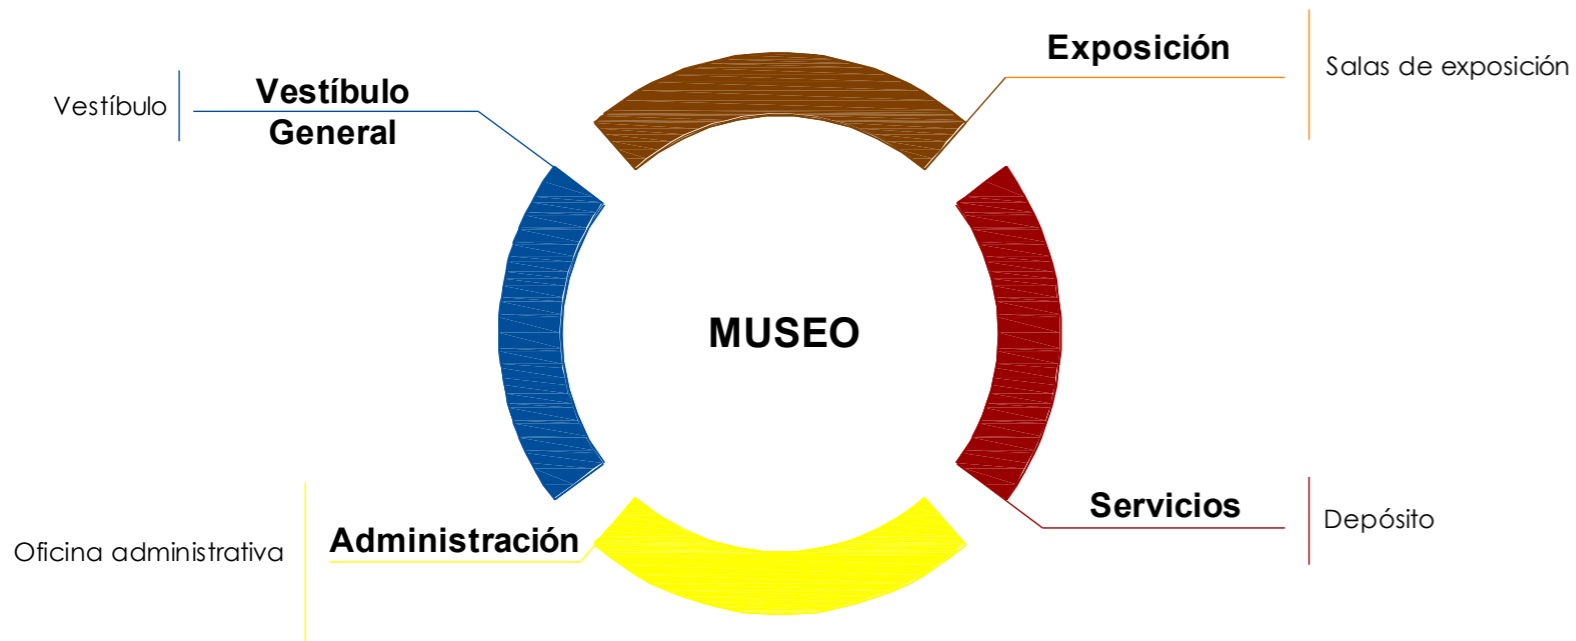 Exposición
Salas de exposición
Vestíbulo
Vestíbulo
General
MUSEO
Servicios
Depósito
Administración
Oficina administrativa